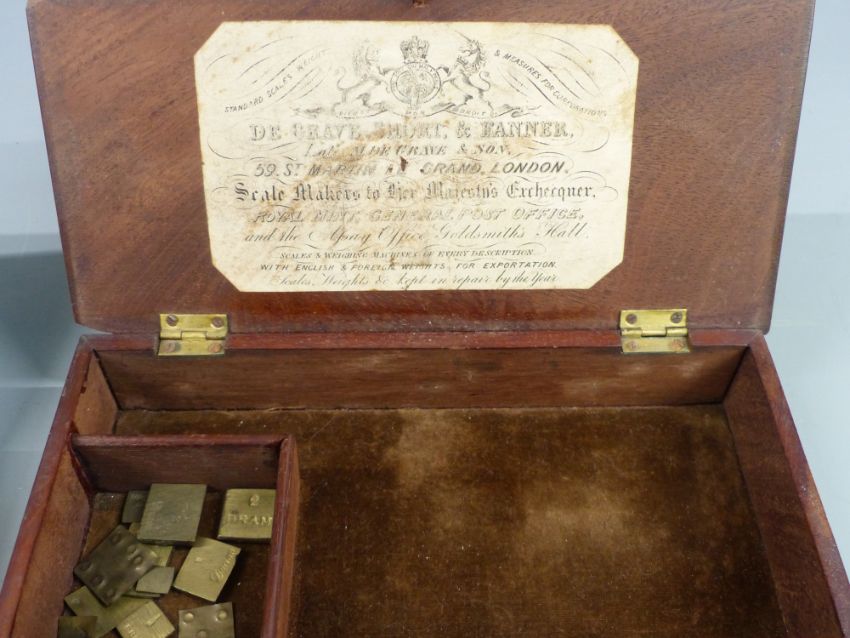 STANDARD SCALES WEIGHTS
& MEASURES FOR CORPORATIONS
DIEU MON DROIT
DE GRAVE, SHORT, & FANNER,
Late M. DE GRAVE & SON,
59. ST. MARTIN LE GRAND, LONDON.
Scale Makers to Her Majesty's Exchequer,
ROYAL MINT, GENERAL POST OFFICE,
and the Assay Office Goldsmiths Hall.
SCALES & WEIGHING MACHINES OF EVERY DESCRIPTION
WITH ENGLISH & FOREIGN WEIGHTS, FOR EXPORTATION.
Scales, Weights &c kept in repair by the Year
2
DRAM